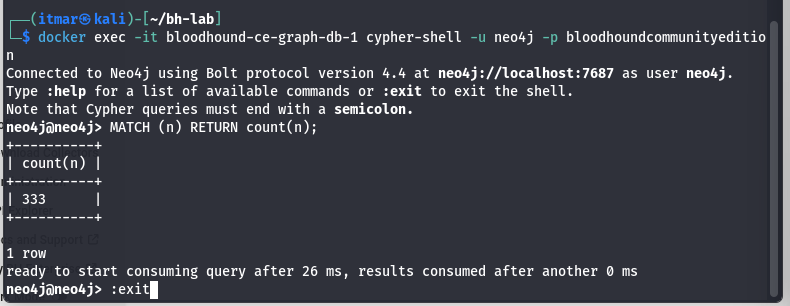 ┌──(itmar㉿kali)-[~/bh-lab]
└─$ docker exec -it bloodhound-ce-graph-db-1 cypher-shell -u neo4j -p bloodhoundcommunityeditio
n
Connected to Neo4j using Bolt protocol version 4.4 at neo4j://localhost:7687 as user neo4j.
Type :help for a list of available commands or :exit to exit the shell.
Note that Cypher queries must end with a semicolon.
neo4j@neo4j> MATCH (n) RETURN count(n);
+----------+
| count(n) |
+----------+
| 333      |
+----------+
and Support
1 row
ready to start consuming query after 26 ms, results consumed after another 0 ms
neo4j@neo4j> :exit